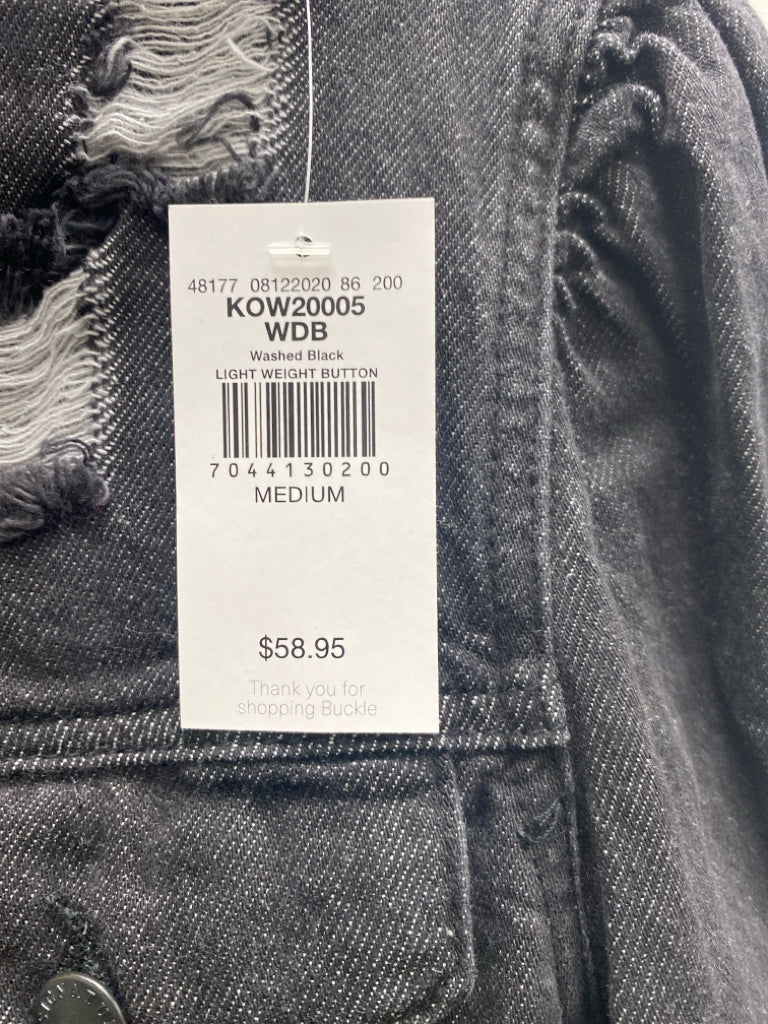 48177 08122020 86 200
KOW20005
WDB
Washed Black
LIGHT WEIGHT BUTTON
7044130200
MEDIUM
$58.95
Thank you for
shopping Buckle